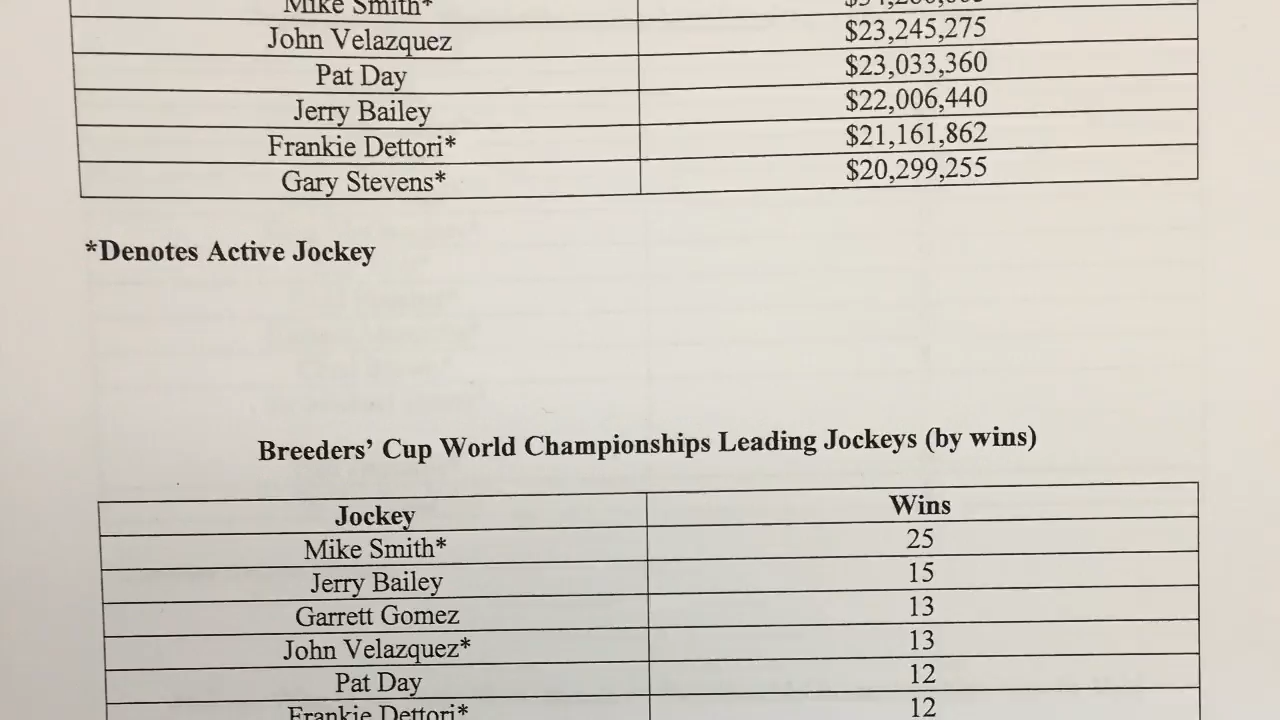 Mike Smith*
John Velazquez $23,245,275
Pat Day $23,033,360
Jerry Bailey $22,006,440
Frankie Dettori* $21,161,862
Gary Stevens* $20,299,255
*Denotes Active Jockey
Breeders’ Cup World Championships Leading Jockeys (by wins)
Jockey Wins
Mike Smith* 25
Jerry Bailey 15
Garrett Gomez 13
John Velazquez* 13
Pat Day 12
Frankie Dettori* 12